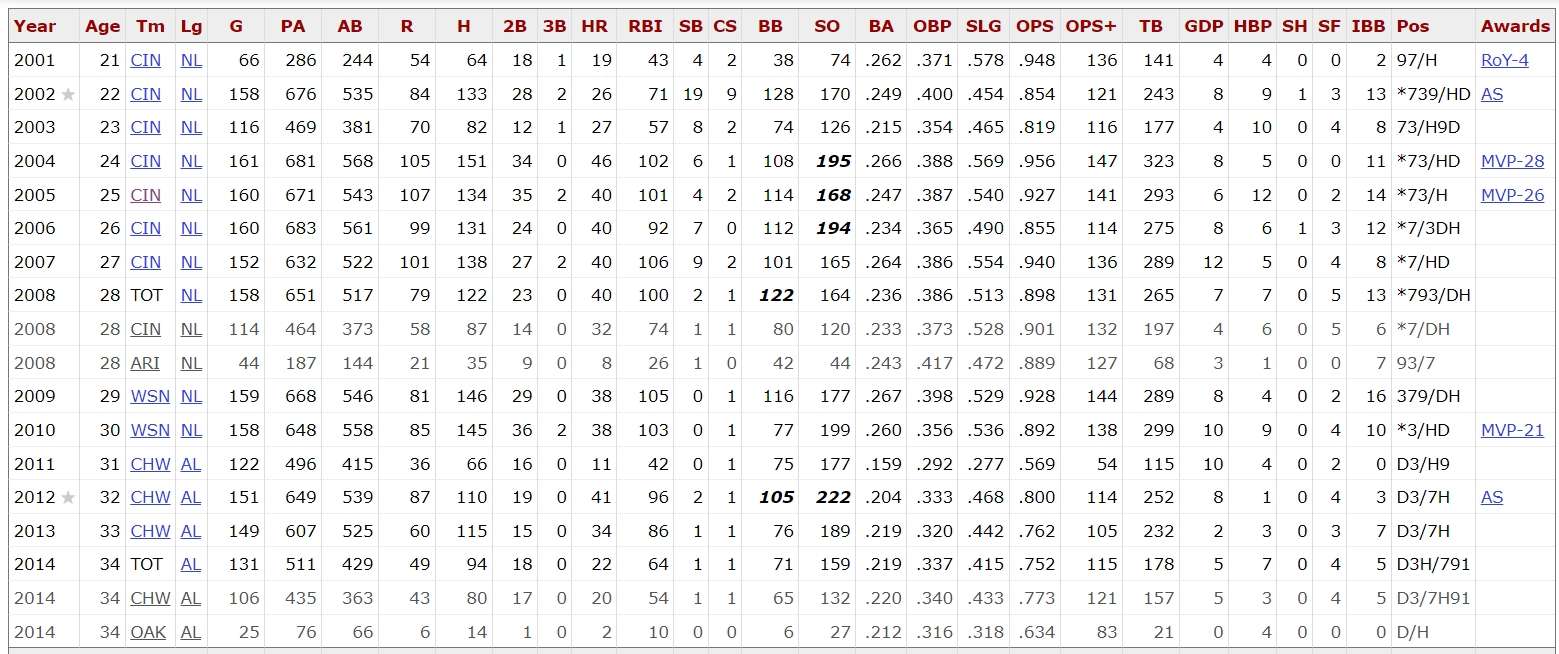 Year Age Tm Lg G PA AB R H 2B 3B HR RBI SB CS BB SO BA OBP SLG OPS OPS+ TB GDP HBP SH SF IBB Pos Awards
2001 21 CIN NL 66 286 244 54 64 18 1 19 43 4 2 38 74 .262 .371 .578 .948 136 141 4 4 0 0 2 97/H RoY-4
2002 ★ 22 CIN NL 158 676 535 84 133 28 2 26 71 19 9 128 170 .249 .400 .454 .854 121 243 8 9 1 3 13 *739/HD AS
2003 23 CIN NL 116 469 381 70 82 12 1 27 57 8 2 74 126 .215 .354 .465 .819 116 177 4 10 0 4 8 73/H9D
2004 24 CIN NL 161 681 568 105 151 34 0 46 102 6 1 108 195 .266 .388 .569 .956 147 323 8 5 0 0 11 *73/HD MVP-28
2005 25 CIN NL 160 671 543 107 134 35 2 40 101 4 2 114 168 .247 .387 .540 .927 141 293 6 12 0 2 14 *73/H MVP-26
2006 26 CIN NL 160 683 561 99 131 24 0 40 92 7 0 112 194 .234 .365 .490 .855 114 275 8 6 1 3 12 *7/3DH
2007 27 CIN NL 152 632 522 101 138 27 2 40 106 9 2 101 165 .264 .386 .554 .940 136 289 12 5 0 4 8 *7/HD
2008 28 TOT NL 158 651 517 79 122 23 0 40 100 2 1 122 164 .236 .386 .513 .898 131 265 7 7 0 5 13 *793/DH
2008 28 CIN NL 114 464 373 58 87 14 0 32 74 1 1 80 120 .233 .373 .528 .901 132 197 4 6 0 5 6 *7/DH
2008 28 ARI NL 44 187 144 21 35 9 0 8 26 1 0 42 44 .243 .417 .472 .889 127 68 3 1 0 0 7 93/7
2009 29 WSN NL 159 668 546 81 146 29 0 38 105 0 1 116 177 .267 .398 .529 .928 144 289 8 4 0 2 16 379/DH
2010 30 WSN NL 158 648 558 85 145 36 2 38 103 0 1 77 199 .260 .356 .536 .892 138 299 10 9 0 4 10 *3/HD MVP-21
2011 31 CHW AL 122 496 415 36 66 16 0 11 42 0 1 75 177 .159 .292 .277 .569 54 115 10 4 0 2 0 D3/H9
2012 ★ 32 CHW AL 151 649 539 87 110 19 0 41 96 2 1 105 222 .204 .333 .468 .800 114 252 8 1 0 4 3 D3/7H AS
2013 33 CHW AL 149 607 525 60 115 15 0 34 86 1 1 76 189 .219 .320 .442 .762 105 232 2 3 0 3 7 D3/7H
2014 34 TOT AL 131 511 429 49 94 18 0 22 64 1 1 71 159 .219 .337 .415 .752 115 178 5 7 0 4 5 D3H/791
2014 34 CHW AL 106 435 363 43 80 17 0 20 54 1 1 65 132 .220 .340 .433 .773 121 157 5 3 0 4 5 D3/7H91
2014 34 OAK AL 25 76 66 6 14 1 0 2 10 0 0 6 27 .212 .316 .318 .634 83 21 0 4 0 0 0 D/H